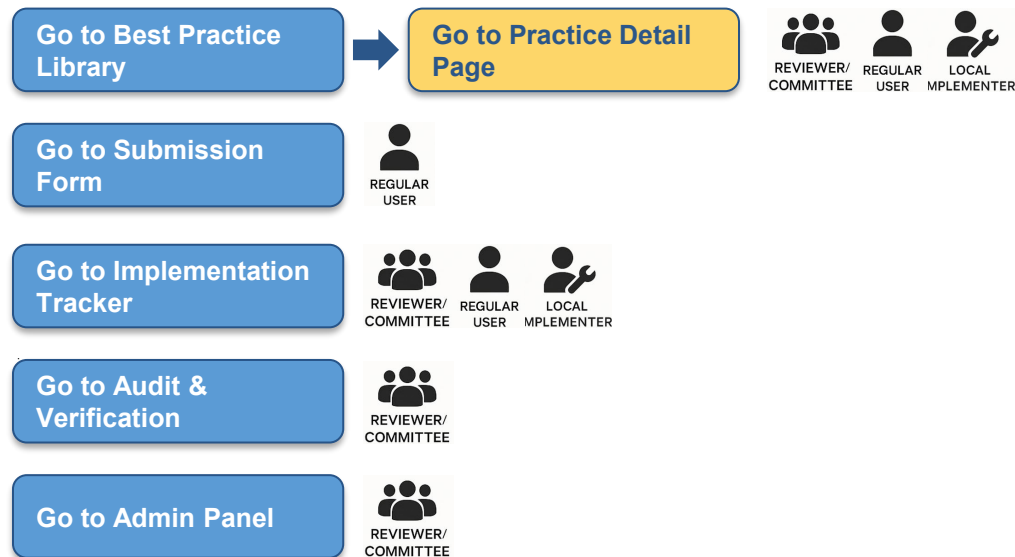 Go to Best Practice
Library
Go to Practice Detail
Page
REVIEWER/
COMMITTEE
REGULAR
USER
LOCAL
MPLEMENTER
Go to Submission
Form
REGULAR
USER
Go to Implementation
Tracker
REVIEWER/
COMMITTEE
REGULAR
USER
LOCAL
MPLEMENTER
Go to Audit &
Verification
REVIEWER/
COMMITTEE
Go to Admin Panel
REVIEWER/
COMMITTEE